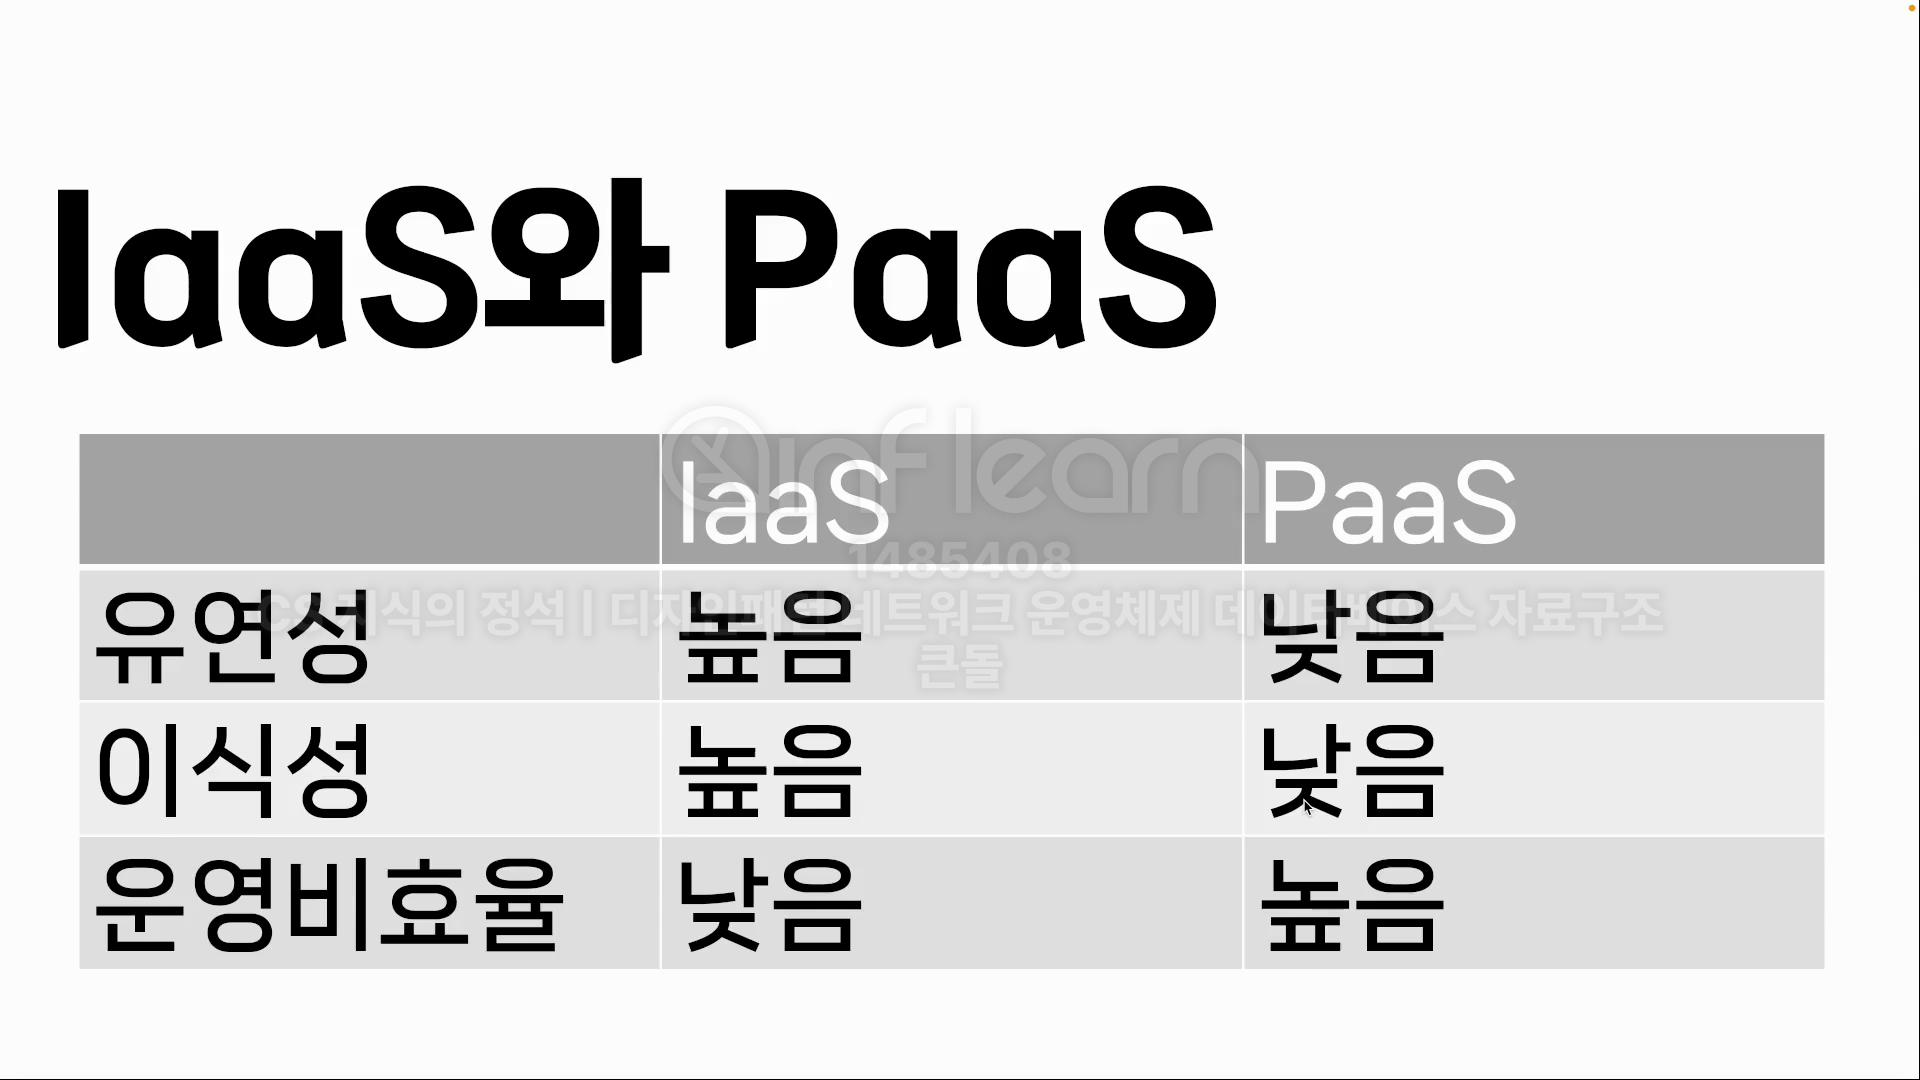 IaaS와 PaaS
inflearn
IaaS PaaS
1485408
CS지식의 정석 | 디자인패턴 네트워크 운영체제 데이터베이스 자료구조
큰돌
유연성 높음 낮음
이식성 높음 낮음
운영비효율 낮음 높음